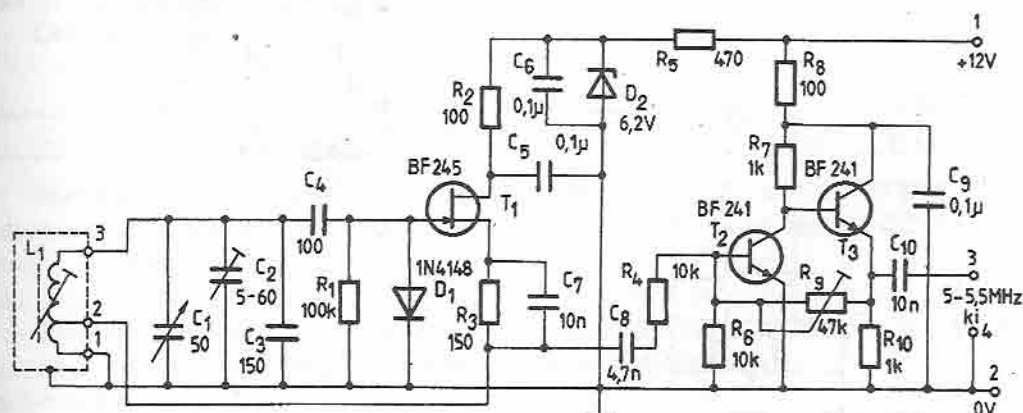 L1
3
2
1
C1
50
C2
5-60
C3
150
C4
100
R1
100k
1N4148
D1
BF 245
T1
R2
100
C5
0,1µ
C6
0,1µ
D2
6,2V
R3
150
C7
10n
C8
4,7n
R4
10k
R5
470
R6
10k
R7
1k
BF 241
T2
BF 241
T3
R8
100
R9
47k
R10
1k
C9
0,1µ
C10
10n
1
+12V
3
5-5,5MHz
ki
4
2
0V